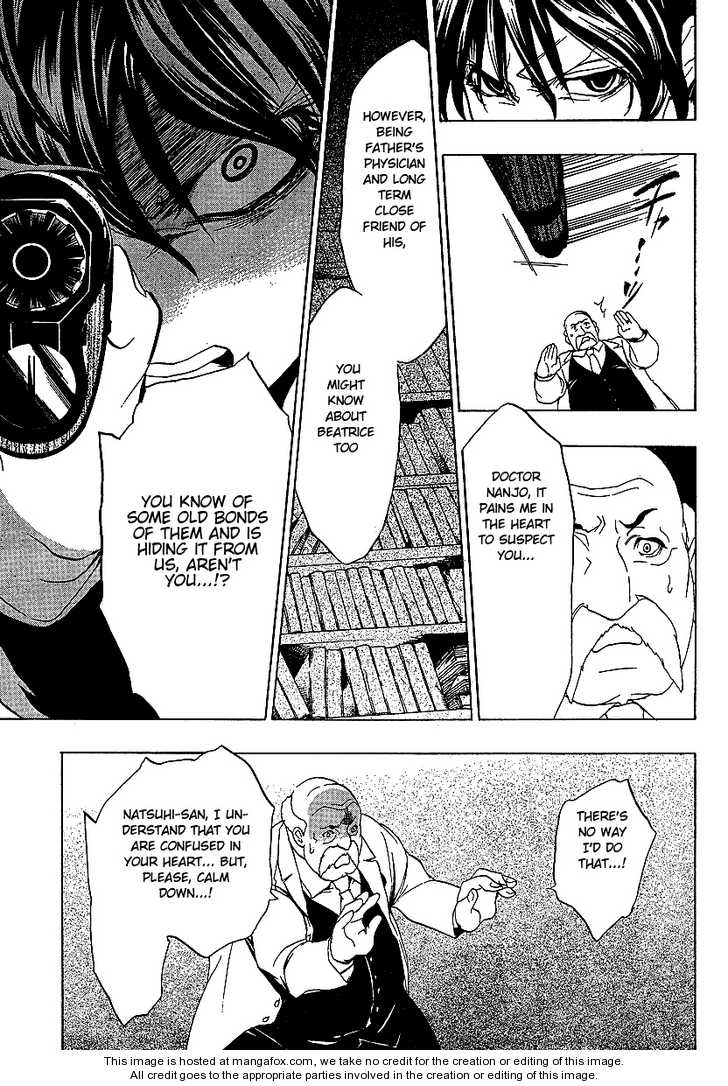 DOCTOR
NANJO, IT
PAINS ME IN
THE HEART
TO SUSPECT
YOU...
HOWEVER,
BEING
FATHER'S
PHYSICIAN
AND LONG
TERM
CLOSE
FRIEND OF
HIS,
YOU
MIGHT
KNOW
ABOUT
BEATRICE
TOO
YOU KNOW OF
SOME OLD BONDS
OF THEM AND IS
HIDING IT FROM
US, AREN'T
YOU...!?
THERE'S
NO WAY
I'D DO
THAT...!
NATSUHI-SAN, I UN-
DERSTAND THAT YOU
ARE CONFUSED IN
YOUR HEART... BUT,
PLEASE, CALM
DOWN...!
This image is hosted at mangafox.com, we take no credit for the creation or editing of this image.
All credit goes to the appropriate parties involved in the creation or editing of this image.